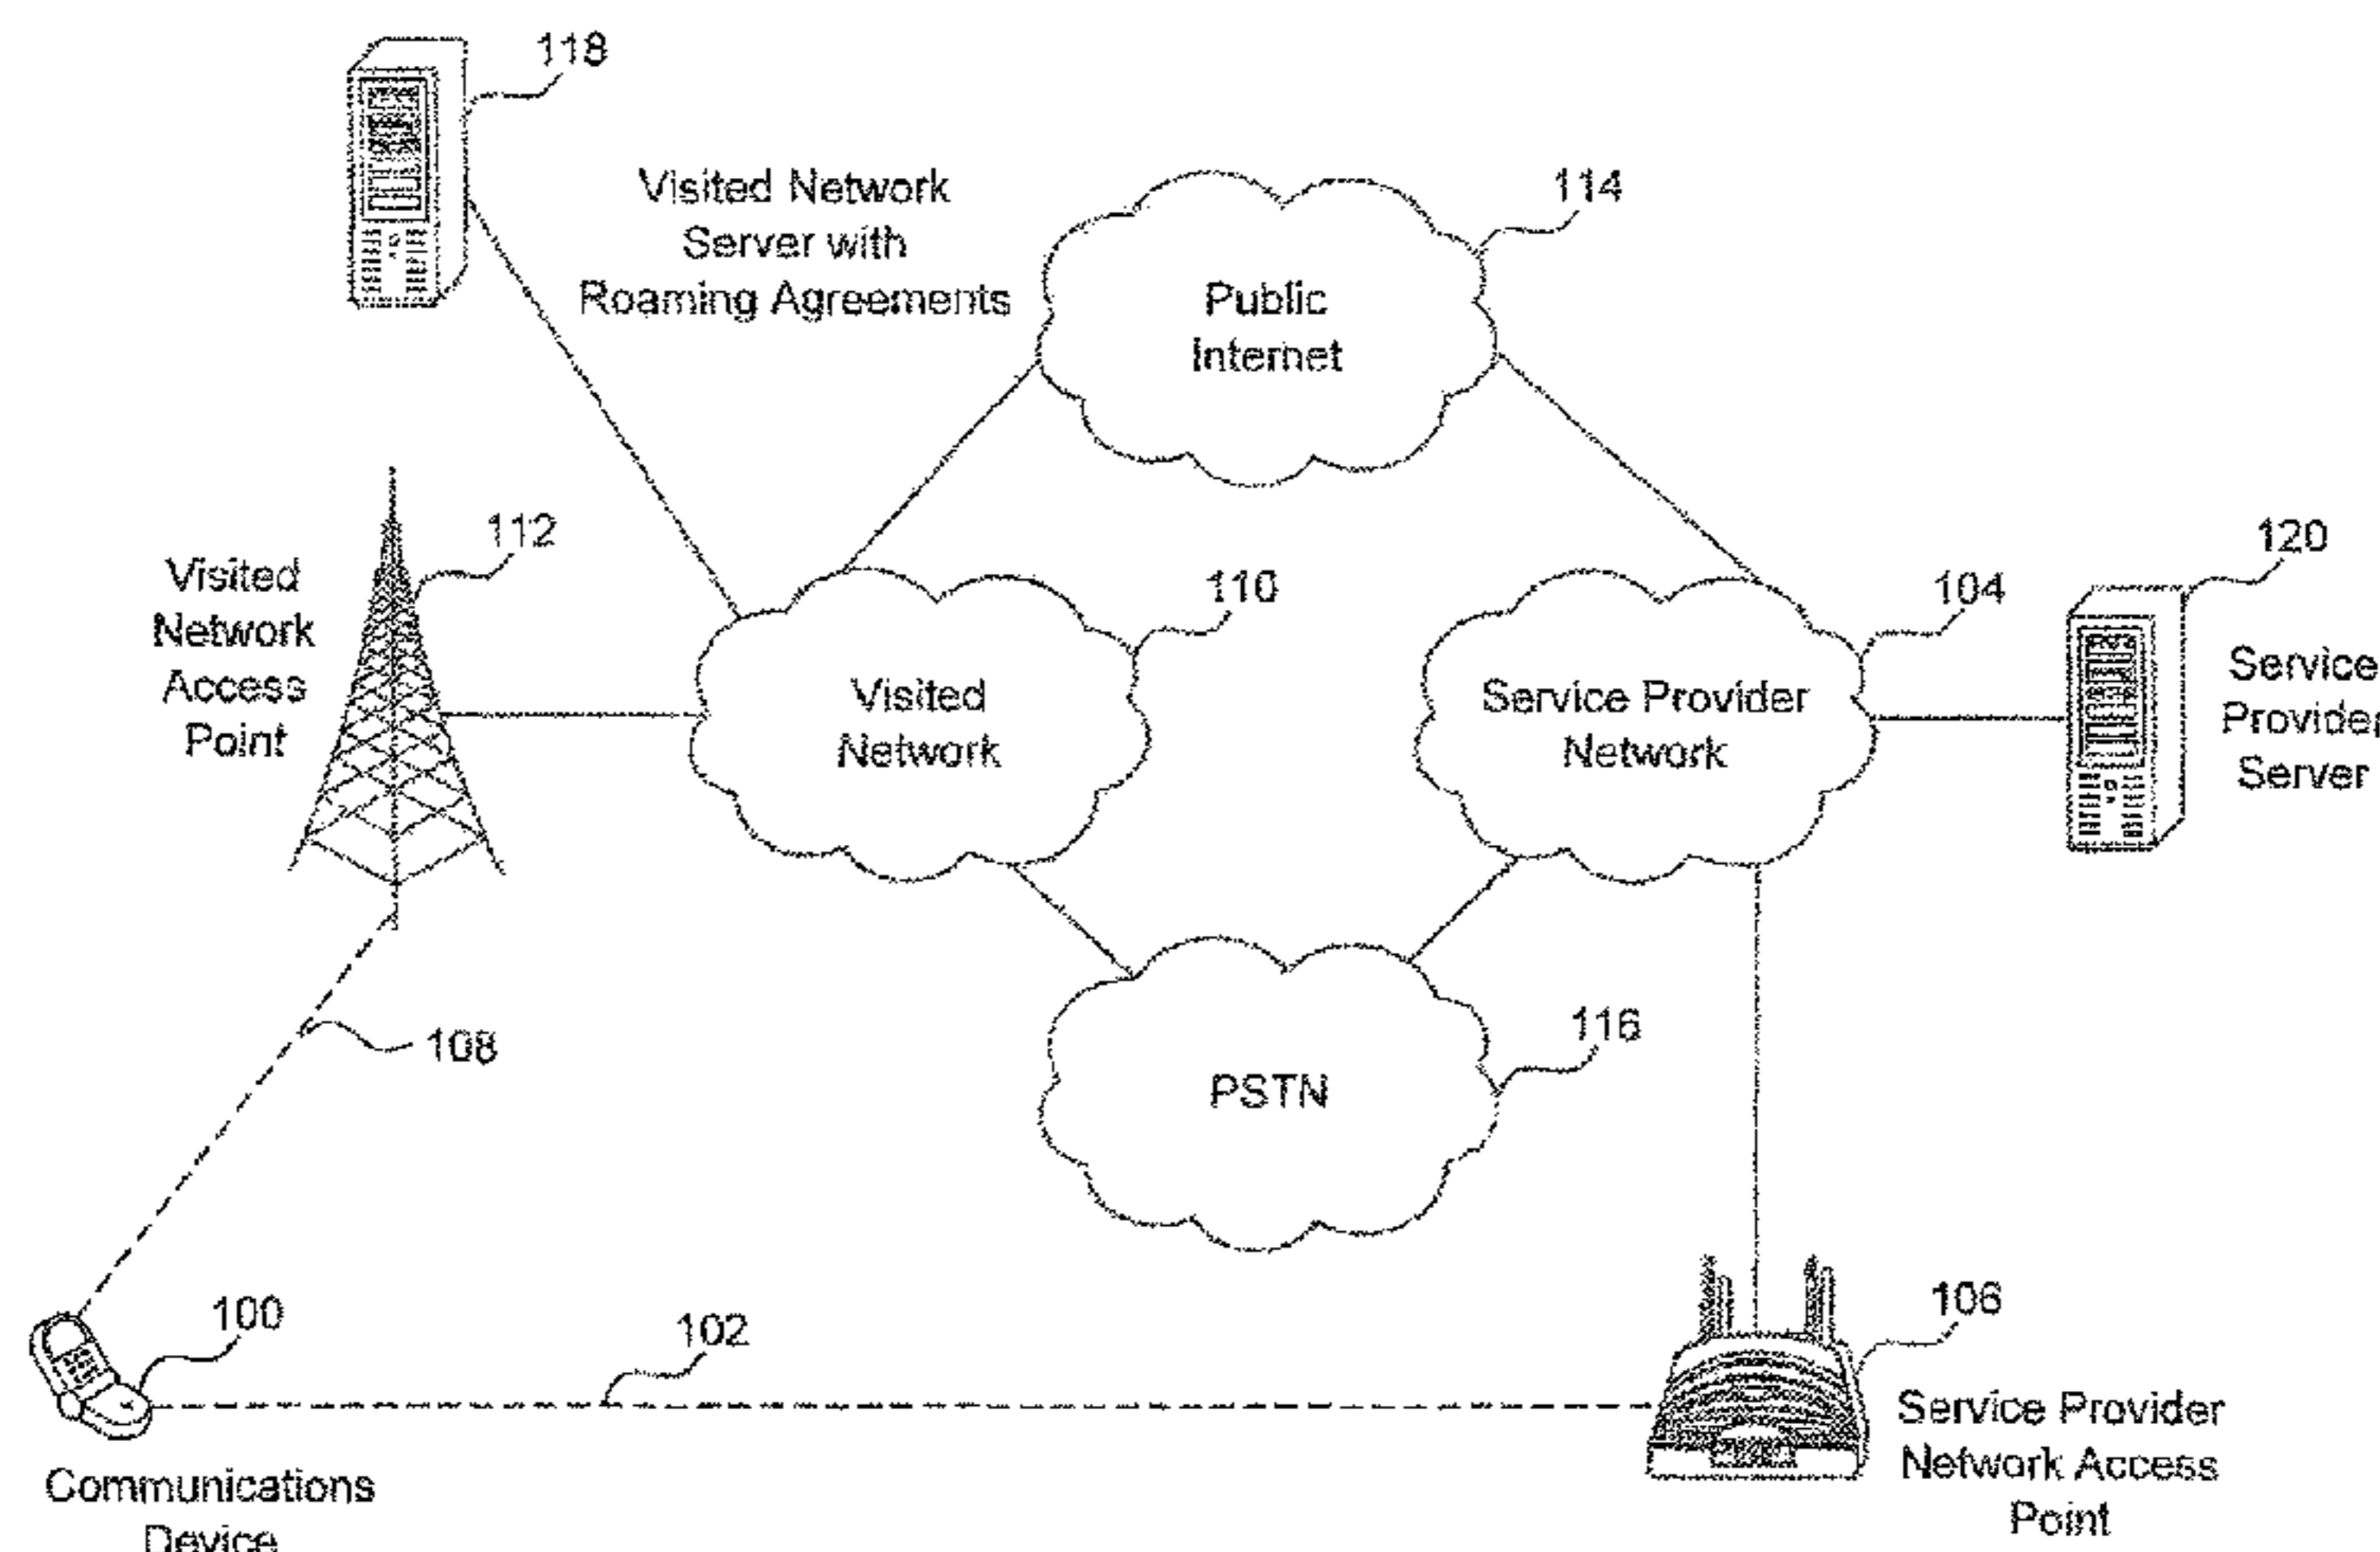 118
Visited Network
Server with
Roaming Agreements
114
Public
Internet
112
Visited
Network
Access
Point
110
Visited
Network
104
Service Provider
Network
120
Service
Provider
Server
108
116
PSTN
100
102
106
Communications
Device
Service Provider
Network Access
Point